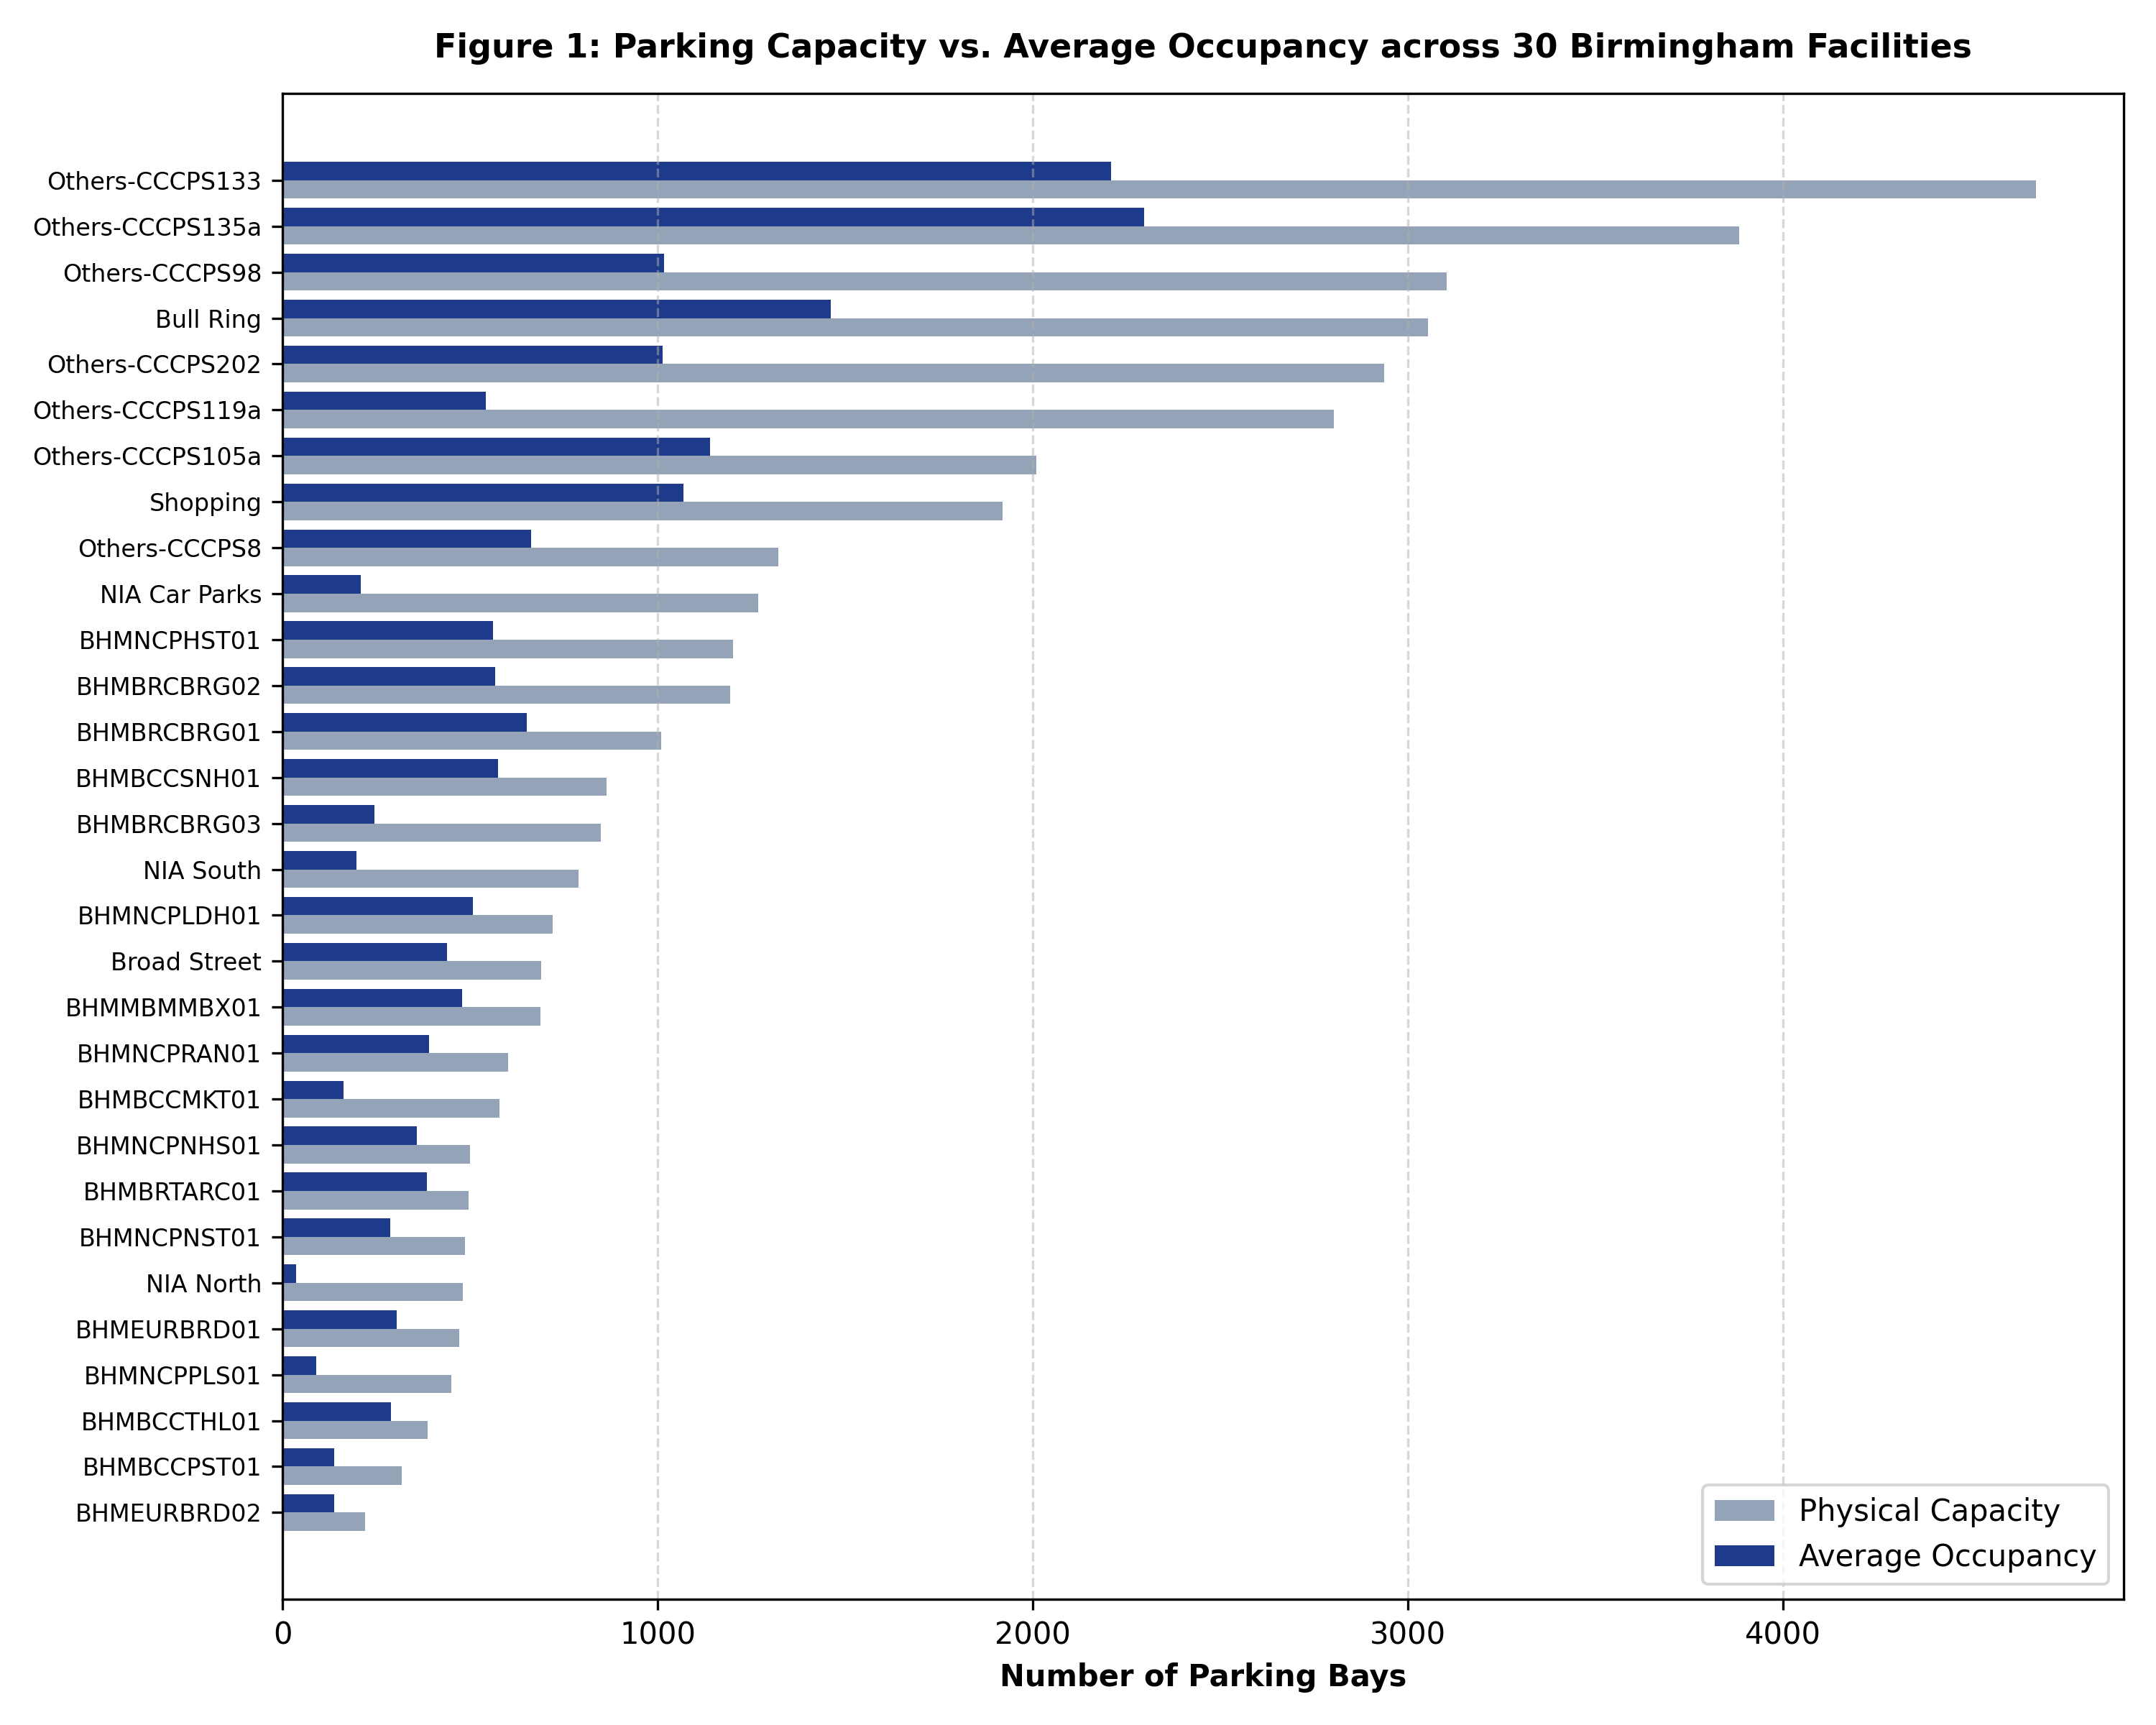 Figure 1: Parking Capacity vs. Average Occupancy across 30 Birmingham Facilities
Others-CCCPS133
Others-CCCPS135a
Others-CCCPS98
Bull Ring
Others-CCCPS202
Others-CCCPS119a
Others-CCCPS105a
Shopping
Others-CCCPS8
NIA Car Parks
BHMNCPHST01
BHMBRCBRG02
BHMBRCBRG01
BHMBCCSNH01
BHMBRCBRG03
NIA South
BHMNCPLDH01
Broad Street
BHMMBMMBX01
BHMNCPRAN01
BHMBCCMKT01
BHMNCPNHS01
BHMBRTARC01
BHMNCPNST01
NIA North
BHMEURBRD01
BHMNCPPLS01
BHMBCCTHL01
BHMBCCPST01
BHMEURBRD02
Physical Capacity
Average Occupancy
0 1000 2000 3000 4000
Number of Parking Bays